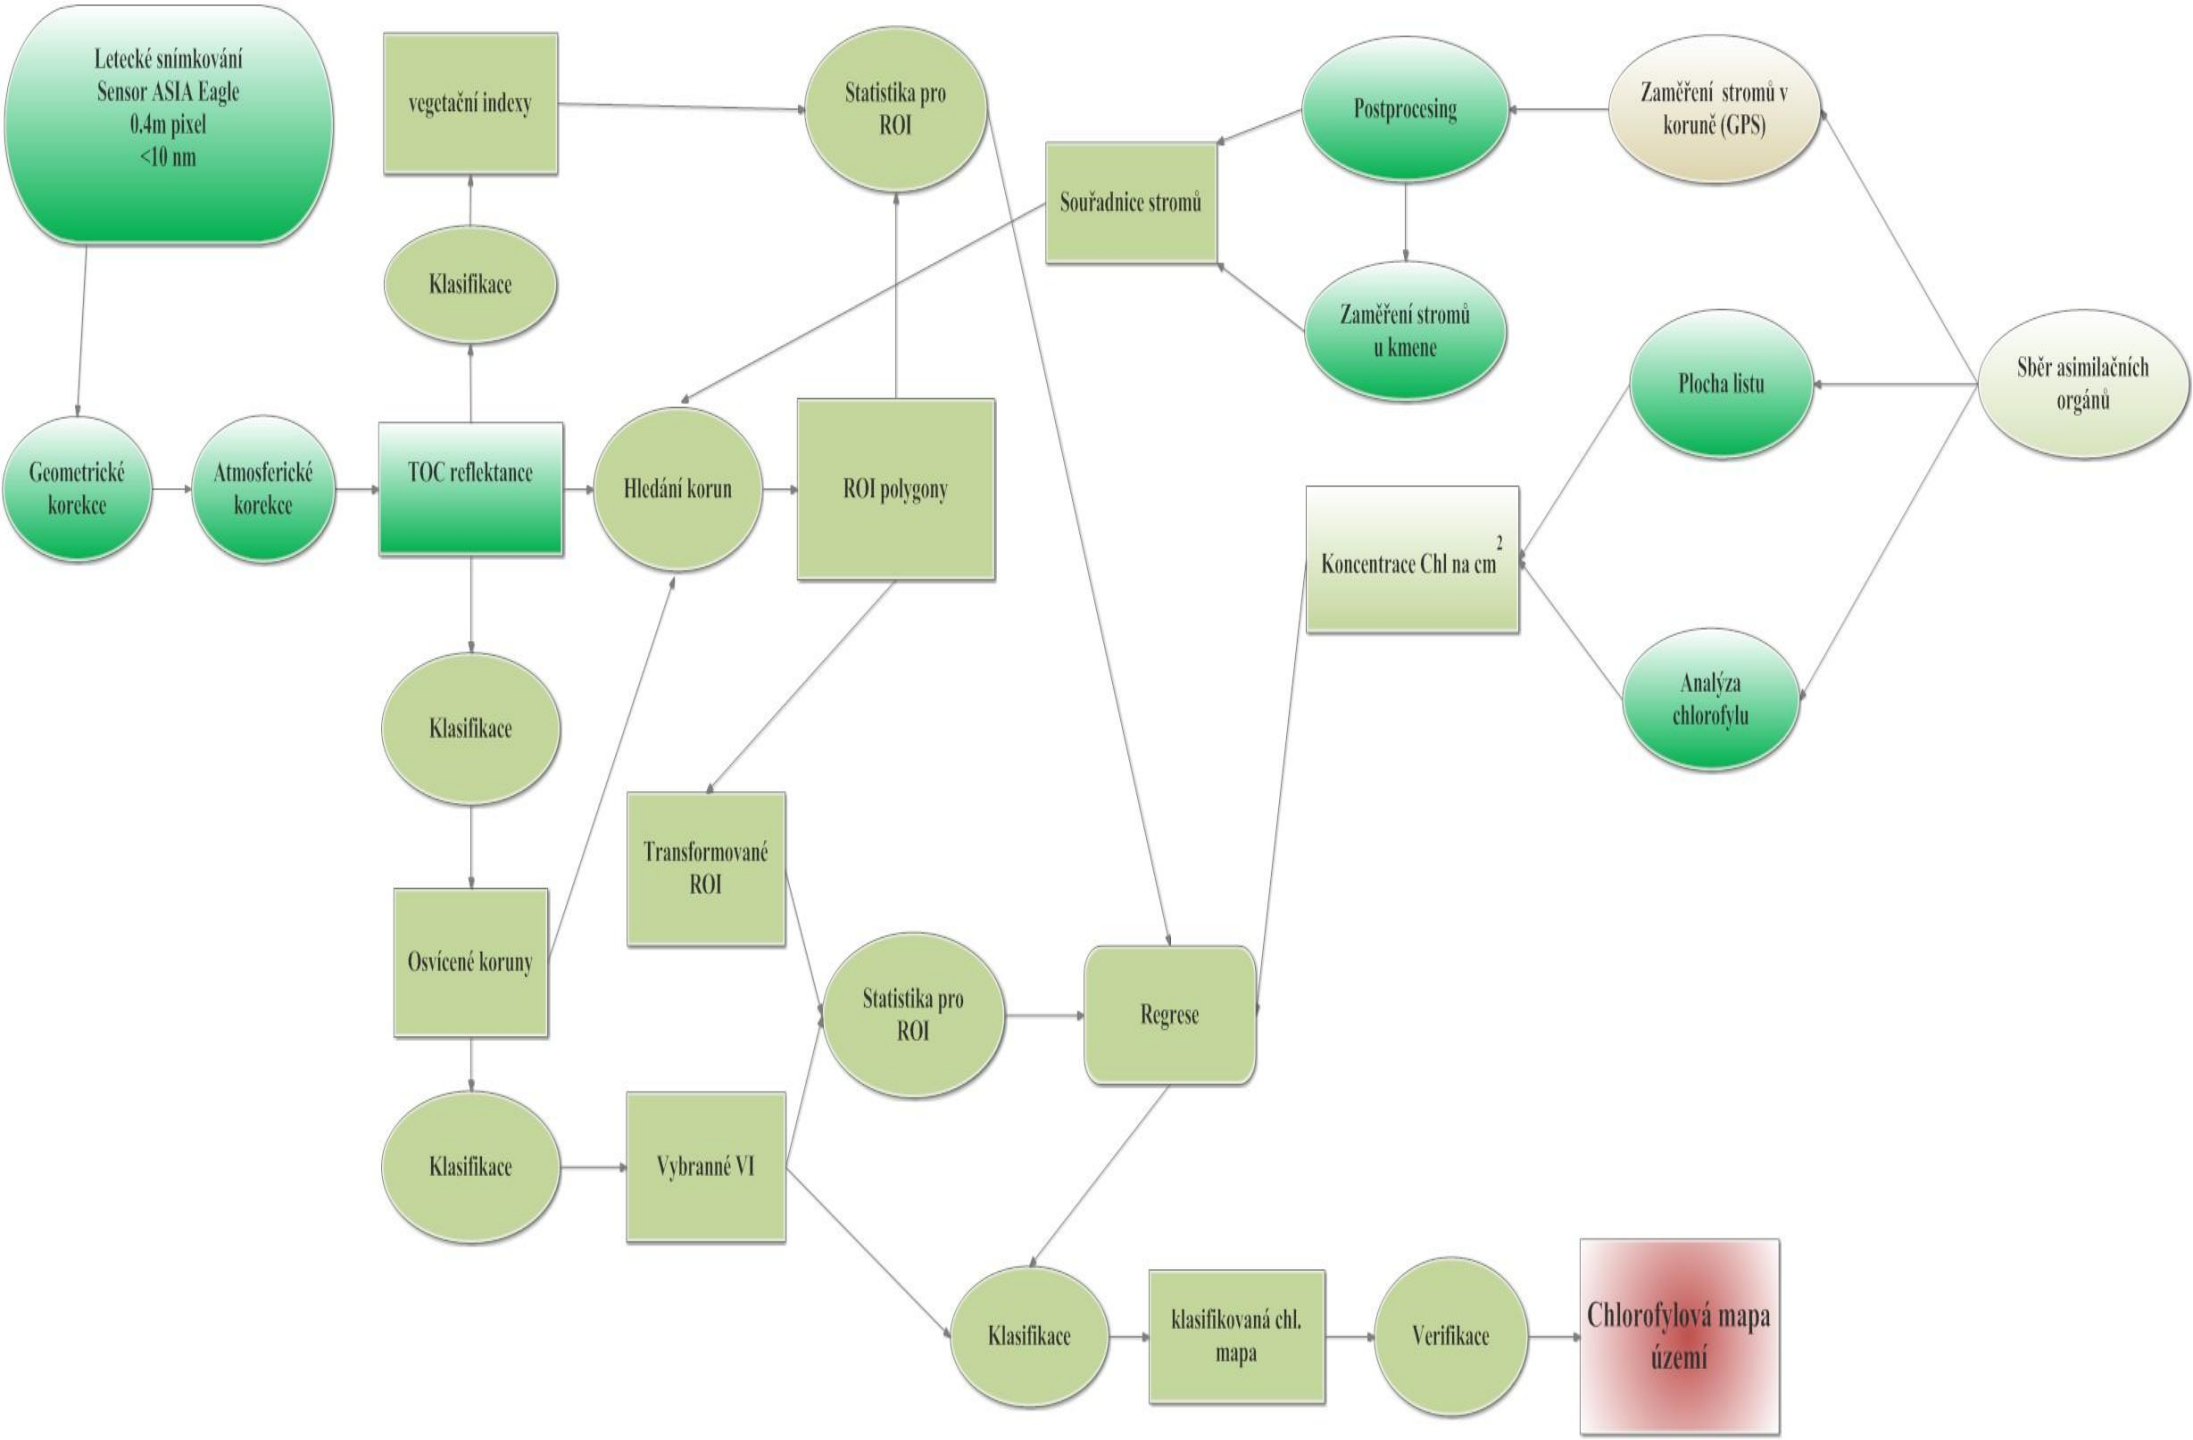 Letecké snímkování
Sensor ASIA Eagle
0.4m pixel
<10 nm
vegetační indexy
Statistika pro
ROI
Postprocesing
Zaměření stromů v
koruně (GPS)
Souřadnice stromů
Klasifikace
Zaměření stromů
u kmene
Plocha listu
Sběr asimilačních
orgánů
Geometrické
korekce
Atmosferické
korekce
TOC reflektance
Hledání korun
ROI polygony
Koncentrace Chl na cm²
Klasifikace
Analýza
chlorofylu
Transformované
ROI
Osvícené koruny
Statistika pro
ROI
Regrese
Klasifikace
Vybranné VI
Klasifikace
klasifikovaná chl.
mapa
Verifikace
Chlorofylová mapa
území